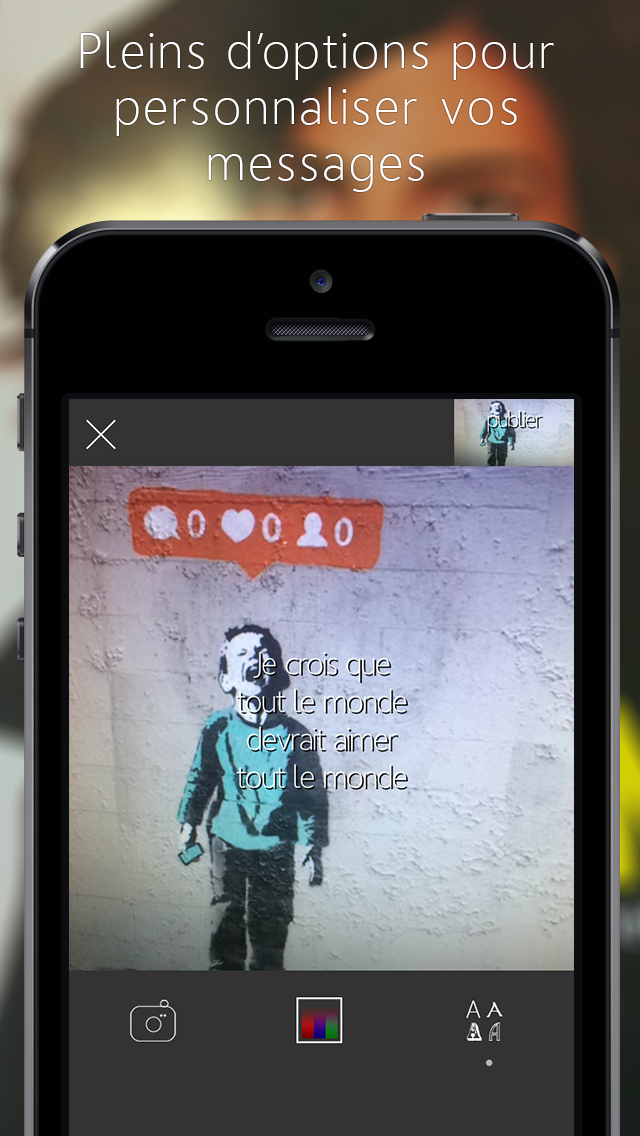 Pleins d’options pour
personnaliser vos
messages
publier
0 0 0
Je crois que
tout le monde
devrait aimer
tout le monde
A A
A A